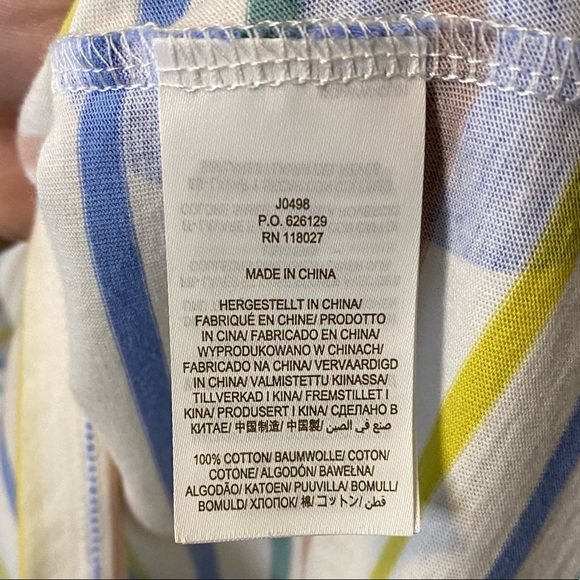 J0498
P.O. 626129
RN 118027
MADE IN CHINA
HERGESTELLT IN CHINA/
FABRIQUÉ EN CHINE/ PRODOTTO
IN CINA/ FABRICADO EN CHINA/
WYPRODUKOWANO W CHINACH/
FABRICADO NA CHINA/ VERVAARDIGD
IN CHINA/ VALMISTETTU KIINASSA/
TILLVERKAD I KINA/ FREMSTILLET I
KINA/ PRODUSERT I KINA/ СДЕЛАНО В
КИТАЕ/ 中国制造/ 中国製/ صنع في الصين
100% COTTON/ BAUMWOLLE/ COTON/
COTONE/ ALGODÓN/ BAWEŁNA/
ALGODÃO/ KATOEN/ PUUVILLA/ BOMULL/
BOMULD/ ХЛОПОК/ 棉/ コットン/ قطن